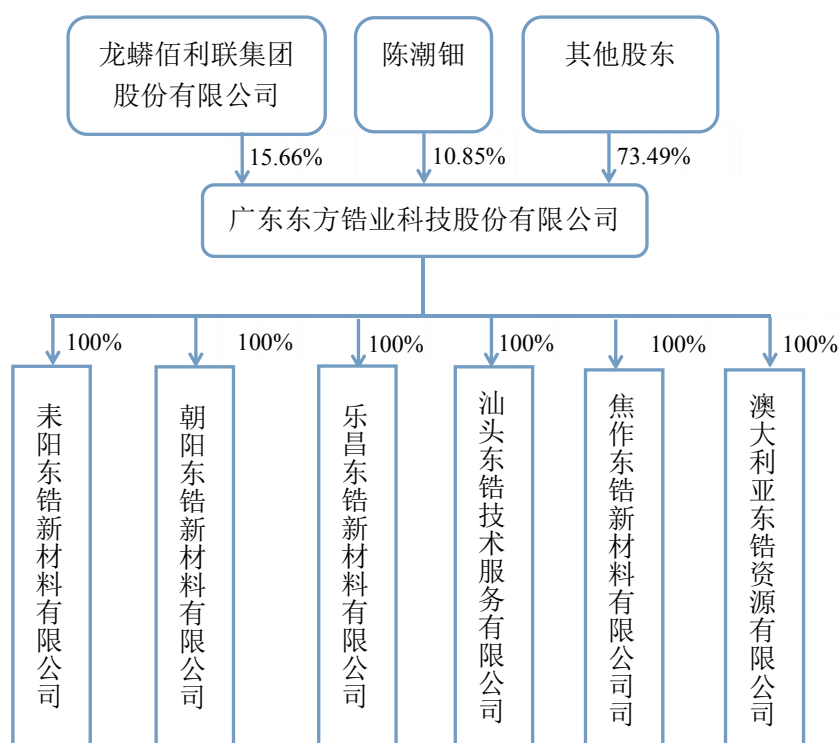 龙蟒佰利联集团
股份有限公司
陈潮钿
其他股东
15.66%
10.85%
73.49%
广东东方锆业科技股份有限公司
100%
100%
100%
100%
100%
100%
耒阳东锆新材料有限公司
朝阳东锆新材料有限公司
乐昌东锆新材料有限公司
汕头东锆技术服务有限公司
焦作东锆新材料有限公司司
澳大利亚东锆资源有限公司